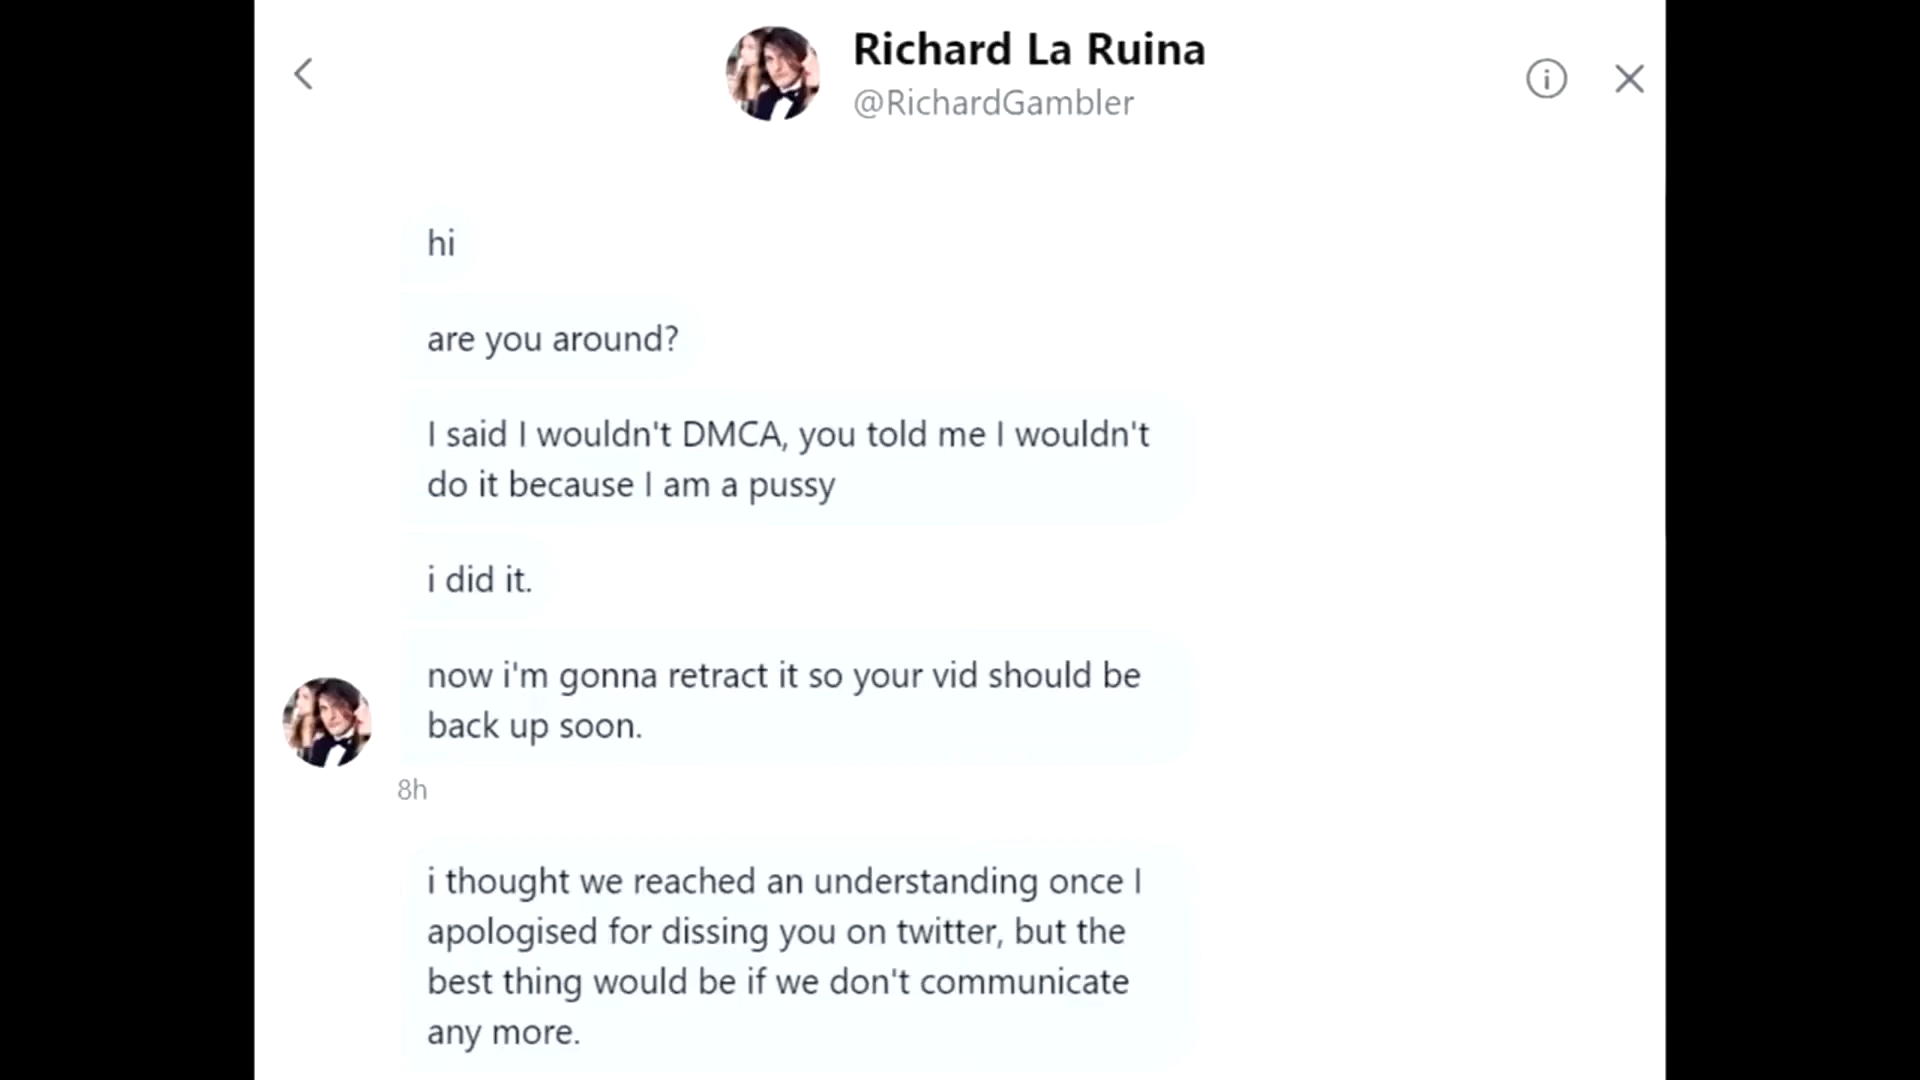 Richard La Ruina
@RichardGambler
hi
are you around?
I said I wouldn't DMCA, you told me I wouldn't
do it because I am a pussy
i did it.
now i'm gonna retract it so your vid should be
back up soon.
8h
i thought we reached an understanding once I
apologised for dissing you on twitter, but the
best thing would be if we don't communicate
any more.